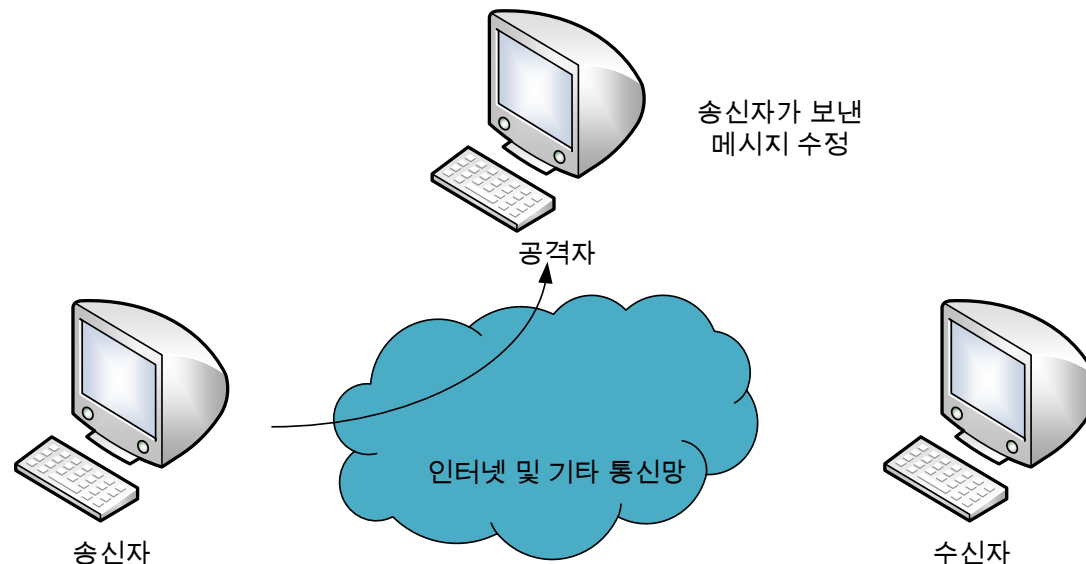 송신자가 보낸
메시지 수정
공격자
인터넷 및 기타 통신망
송신자
수신자